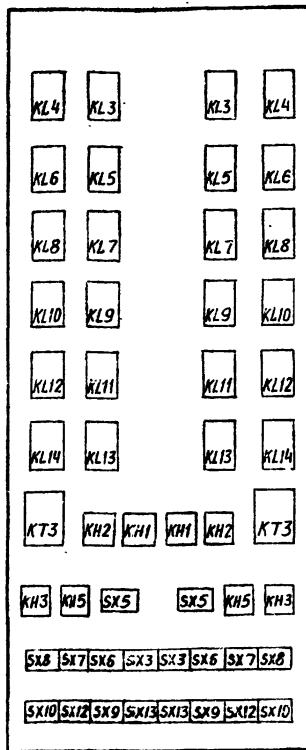 KL4 KL3 KL3 KL4
KL6 KL5 KL5 KL6
KL8 KL7 KL7 KL8
KL10 KL9 KL9 KL10
KL12 KL11 KL11 KL12
KL14 KL13 KL13 KL14
KT3 KH2 KH1 KH1 KH2 KT3
KH3 KH5 SX5 SX5 KH5 KH3
SX8 SX7 SX6 SX3 SX3 SX6 SX7 SX8
SX10 SX12 SX9 SX13 SX13 SX9 SX12 SX10